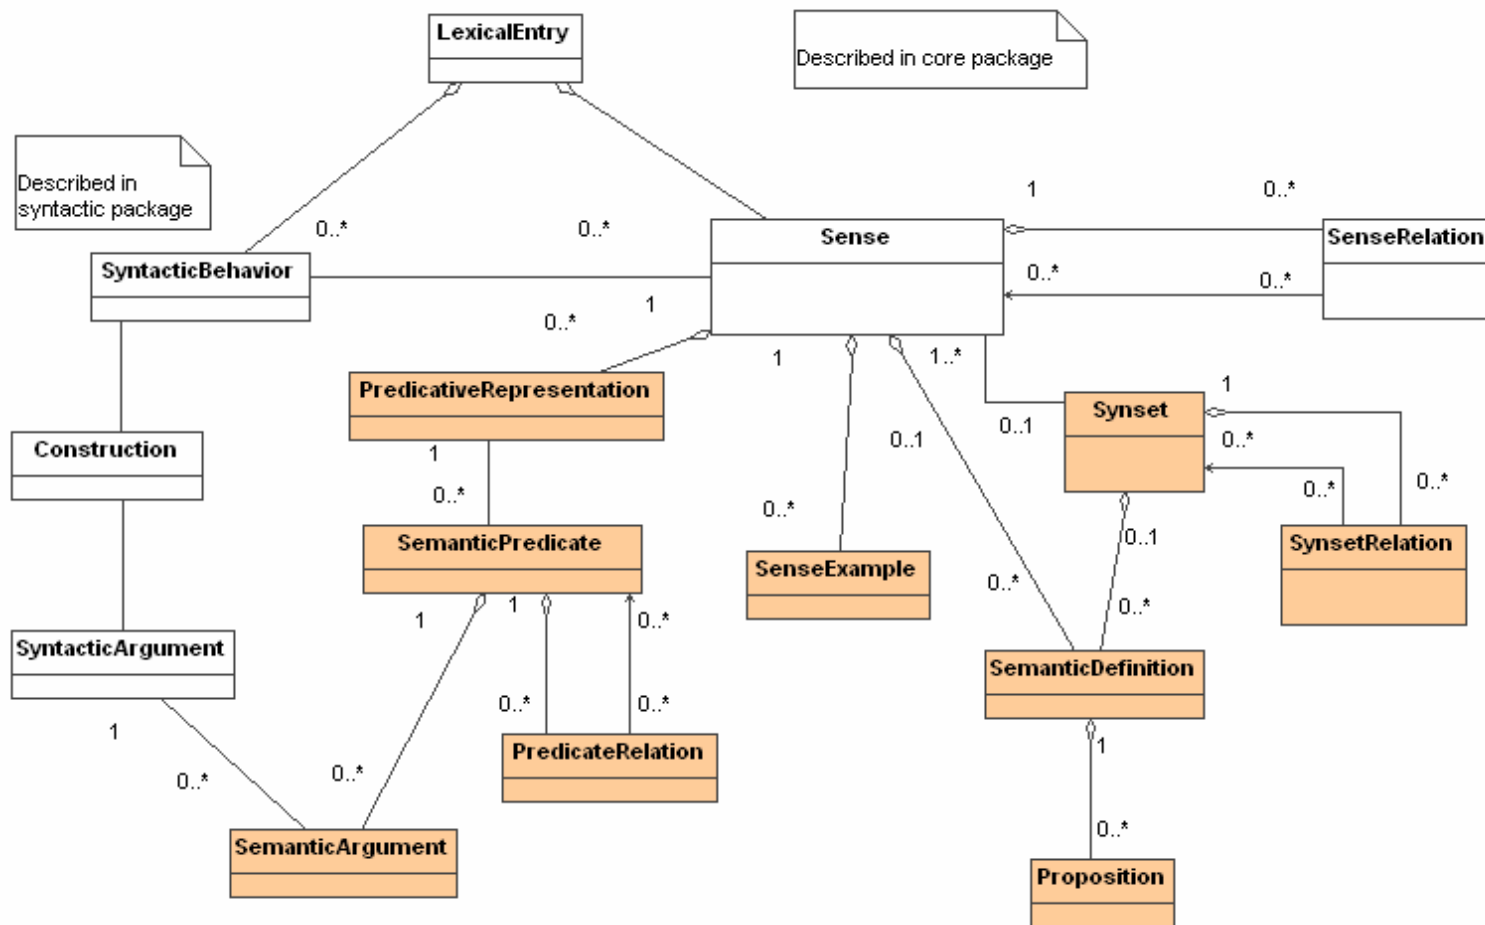 LexicalEntry
Described in core package
Described in
syntactic package
1
0..*
0..*
0..*
Sense
SenseRelation
SyntacticBehavior
0..*
0..*
1
0..*
1
1..*
PredicativeRepresentation
1
Synset
0..1
0..1
0..*
Construction
1
0..*
0..*
0..*
0..*
SemanticPredicate
0..1
SynsetRelation
SenseExample
0..*
1
1
0..*
0..*
SyntacticArgument
SemanticDefinition
0..*
0..*
1
1
PredicateRelation
0..*
0..*
0..*
SemanticArgument
Proposition